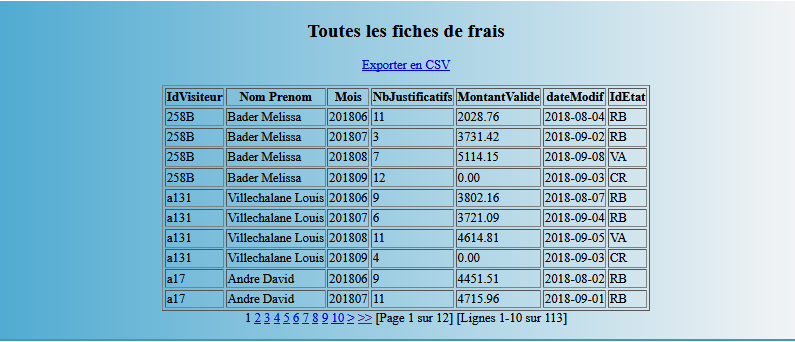 Toutes les fiches de frais
Exporter en CSV
IdVisiteur Nom Prenom Mois NbJustificatifs MontantValide dateModif IdEtat
258B Bader Melissa 201806 11 2028.76 2018-08-04 RB
258B Bader Melissa 201807 3 3731.42 2018-09-02 RB
258B Bader Melissa 201808 7 5114.15 2018-09-08 VA
258B Bader Melissa 201809 12 0.00 2018-09-03 CR
a131 Villechalane Louis 201806 9 3802.16 2018-08-07 RB
a131 Villechalane Louis 201807 6 3721.09 2018-09-04 RB
a131 Villechalane Louis 201808 11 4614.81 2018-09-05 VA
a131 Villechalane Louis 201809 4 0.00 2018-09-03 CR
a17 Andre David 201806 9 4451.51 2018-08-02 RB
a17 Andre David 201807 11 4715.96 2018-09-01 RB
1 2 3 4 5 6 7 8 9 10 > >> [Page 1 sur 12] [Lignes 1-10 sur 113]